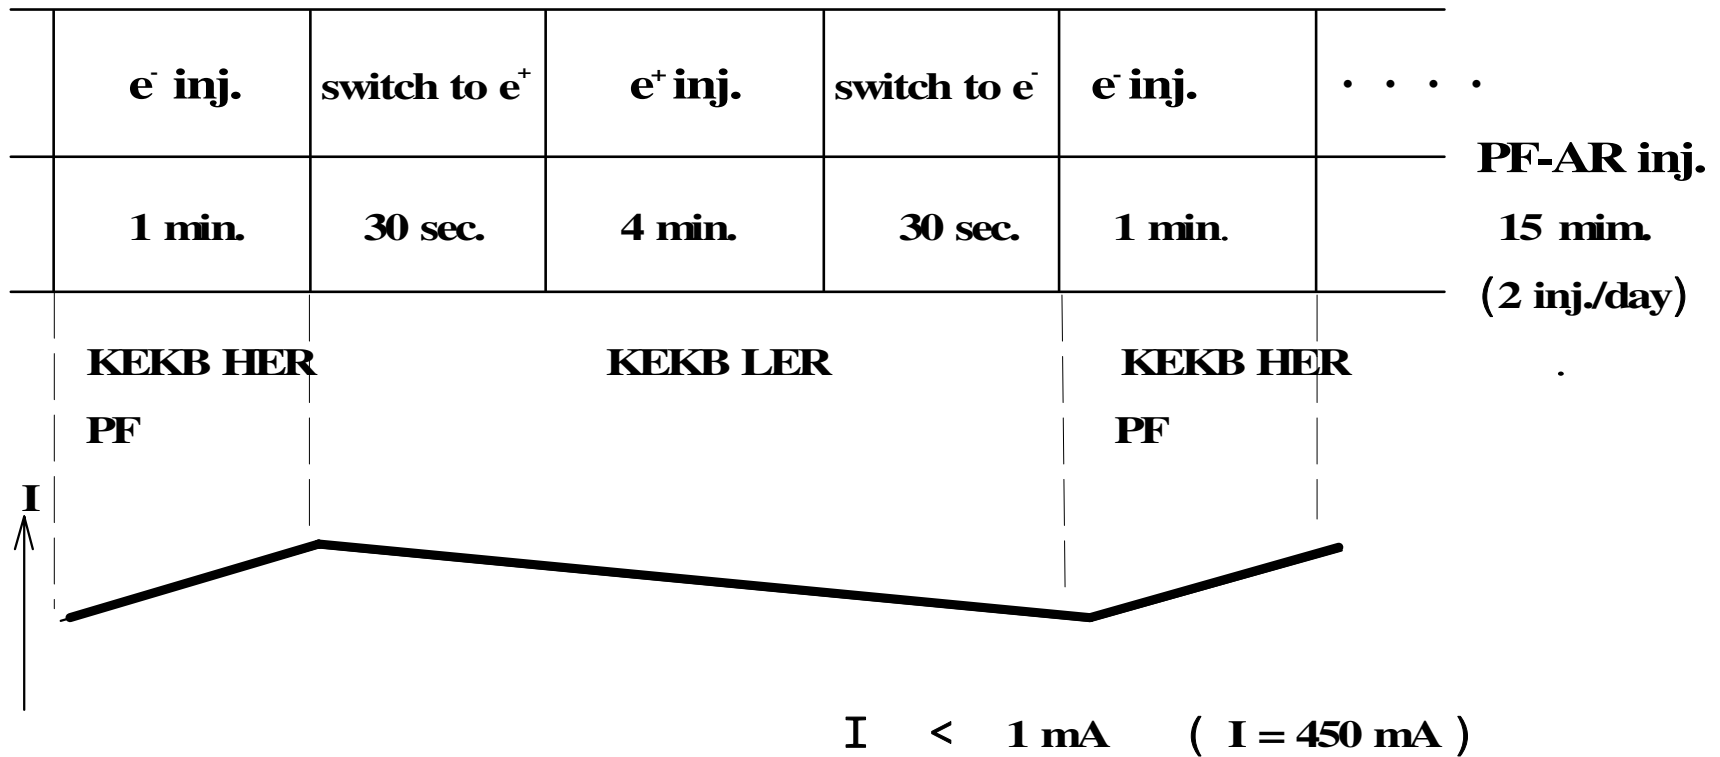 e⁻ inj. switch to e⁺ e⁺ inj. switch to e⁻ e⁻ inj. · · · ·
PF-AR inj.
1 min. 30 sec. 4 min. 30 sec. 1 min. 15 mim.
(2 inj./day)
KEKB HER KEKB LER KEKB HER .
PF PF
I
I < 1 mA ( I = 450 mA )